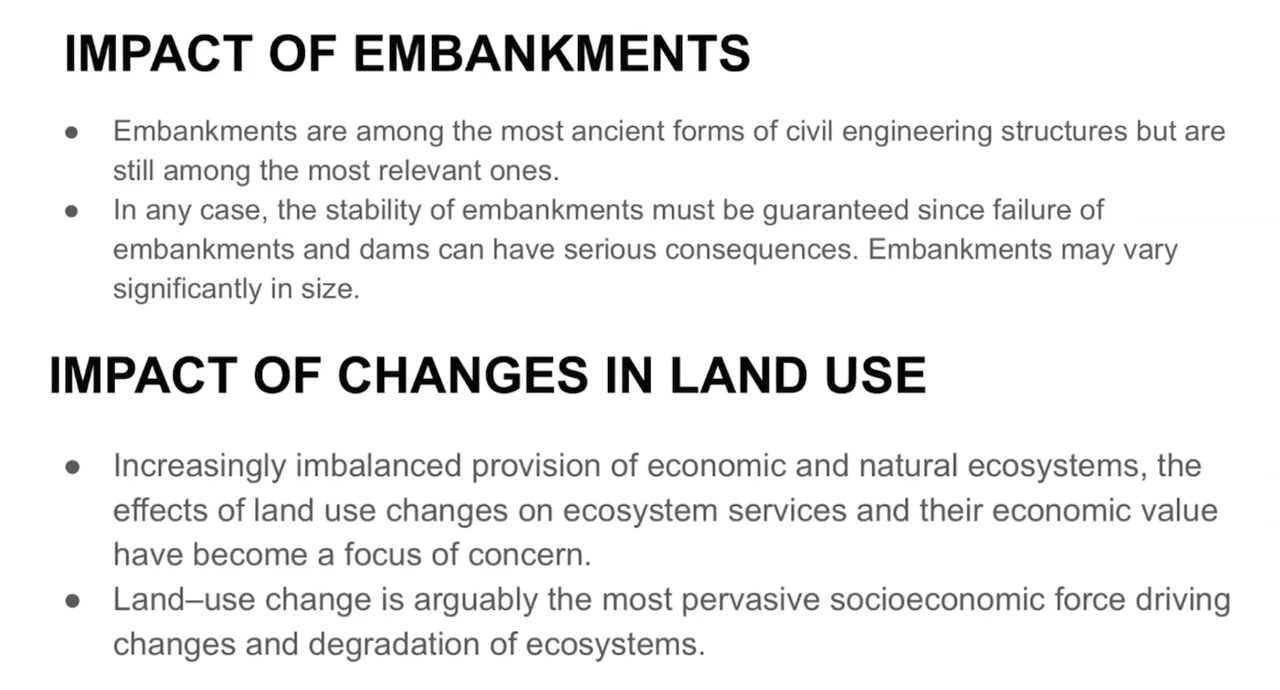 IMPACT OF EMBANKMENTS
● Embankments are among the most ancient forms of civil engineering structures but are
still among the most relevant ones.
● In any case, the stability of embankments must be guaranteed since failure of
embankments and dams can have serious consequences. Embankments may vary
significantly in size.
IMPACT OF CHANGES IN LAND USE
● Increasingly imbalanced provision of economic and natural ecosystems, the
effects of land use changes on ecosystem services and their economic value
have become a focus of concern.
● Land–use change is arguably the most pervasive socioeconomic force driving
changes and degradation of ecosystems.